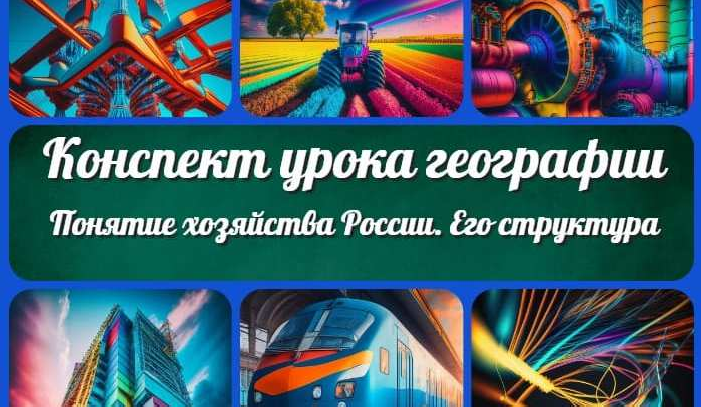 Конспект урока географии
Понятие хозяйства России. Его структура